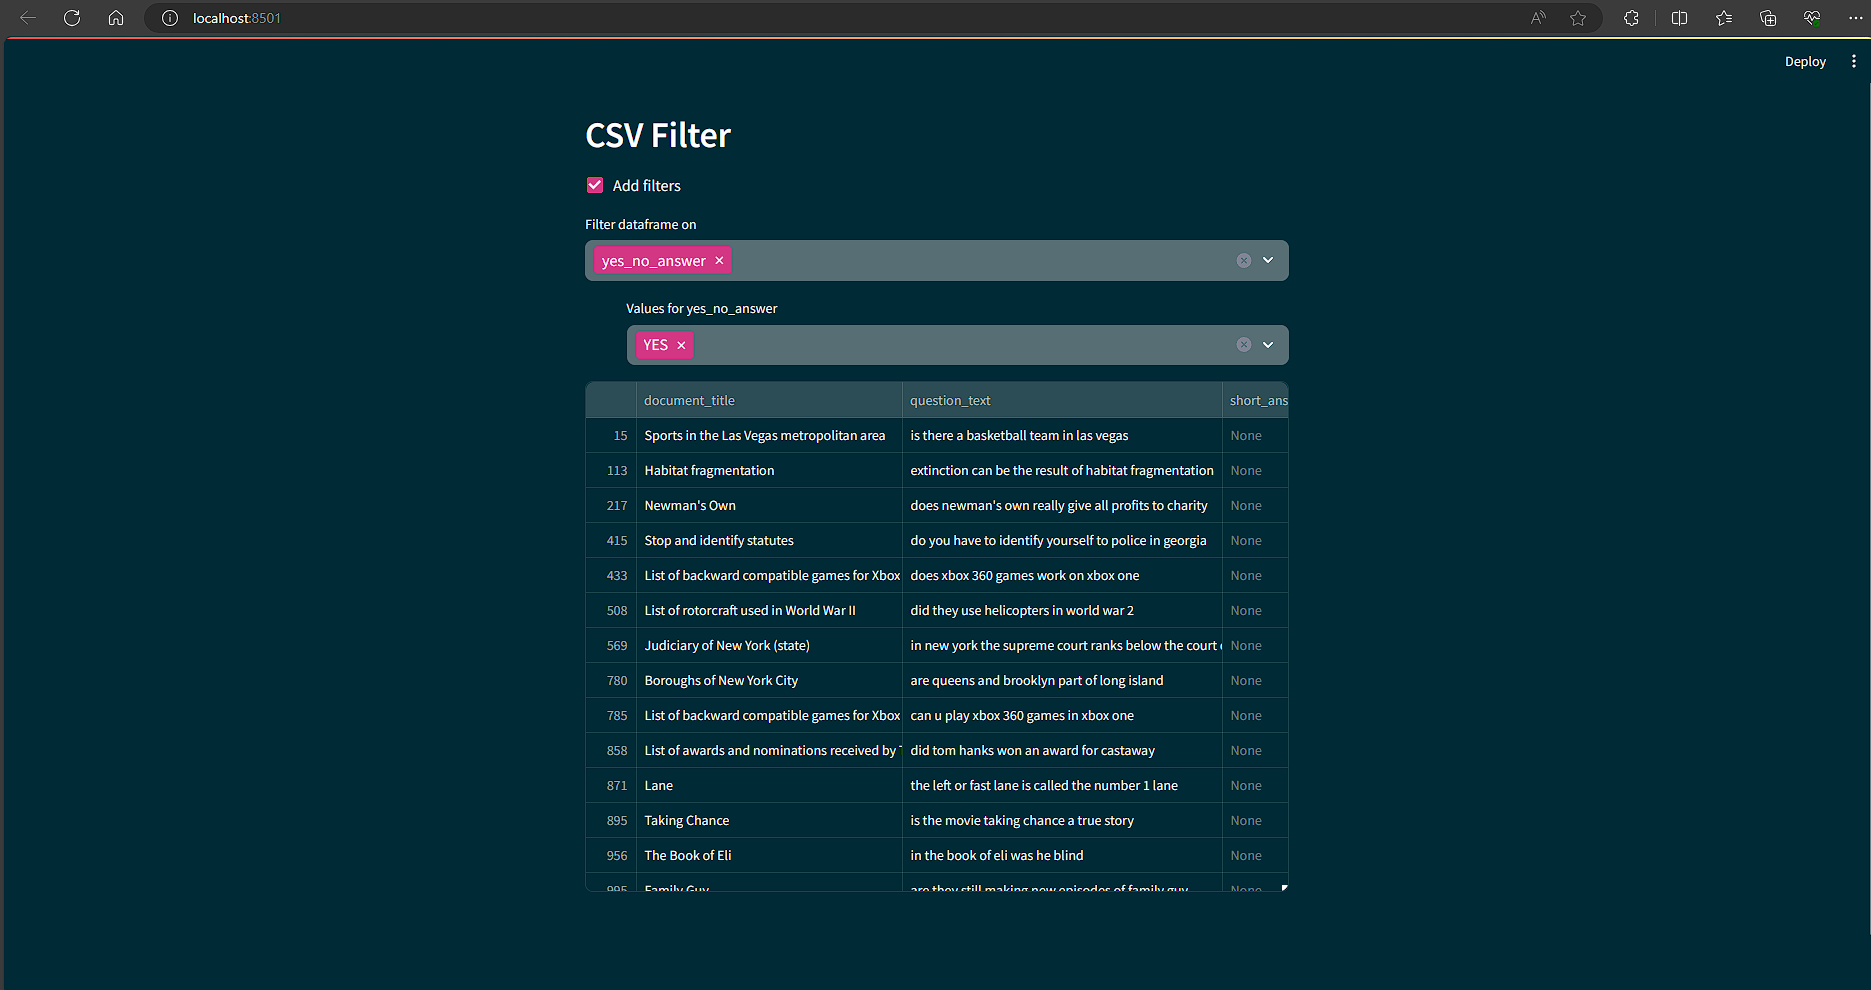 localhost:8501
Deploy
CSV Filter
Add filters
Filter dataframe on
yes_no_answer
Values for yes_no_answer
YES
document_title question_text short_ans
15 Sports in the Las Vegas metropolitan area is there a basketball team in las vegas None
113 Habitat fragmentation extinction can be the result of habitat fragmentation None
217 Newman's Own does newman's own really give all profits to charity None
415 Stop and identify statutes do you have to identify yourself to police in georgia None
433 List of backward compatible games for Xbox does xbox 360 games work on xbox one None
508 List of rotorcraft used in World War II did they use helicopters in world war 2 None
569 Judiciary of New York (state) in new york the supreme court ranks below the court None
780 Boroughs of New York City are queens and brooklyn part of long island None
785 List of backward compatible games for Xbox can u play xbox 360 games in xbox one None
858 List of awards and nominations received by did tom hanks won an award for castaway None
871 Lane the left or fast lane is called the number 1 lane None
895 Taking Chance is the movie taking chance a true story None
956 The Book of Eli in the book of eli was he blind None
995 Family Guy are they still making new episodes of family guy None